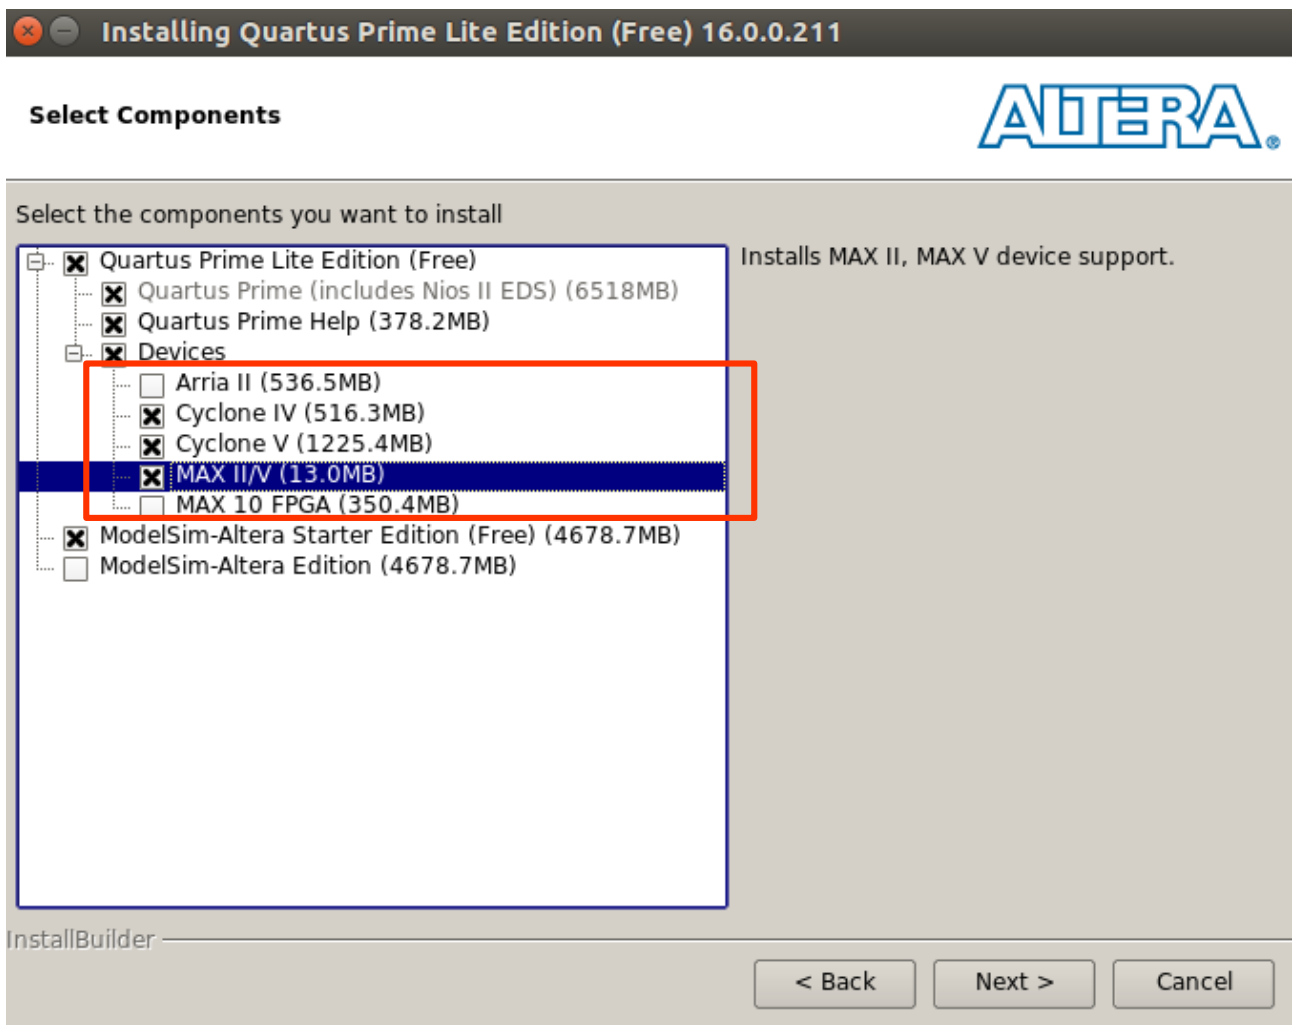 Installing Quartus Prime Lite Edition (Free) 16.0.0.211
Select Components
ALTERA
®
Select the components you want to install
Quartus Prime Lite Edition (Free)
Quartus Prime (includes Nios II EDS) (6518MB)
Quartus Prime Help (378.2MB)
Devices
Arria II (536.5MB)
Cyclone IV (516.3MB)
Cyclone V (1225.4MB)
MAX II/V (13.0MB)
MAX 10 FPGA (350.4MB)
ModelSim-Altera Starter Edition (Free) (4678.7MB)
ModelSim-Altera Edition (4678.7MB)
Installs MAX II, MAX V device support.
InstallBuilder
< Back
Next >
Cancel